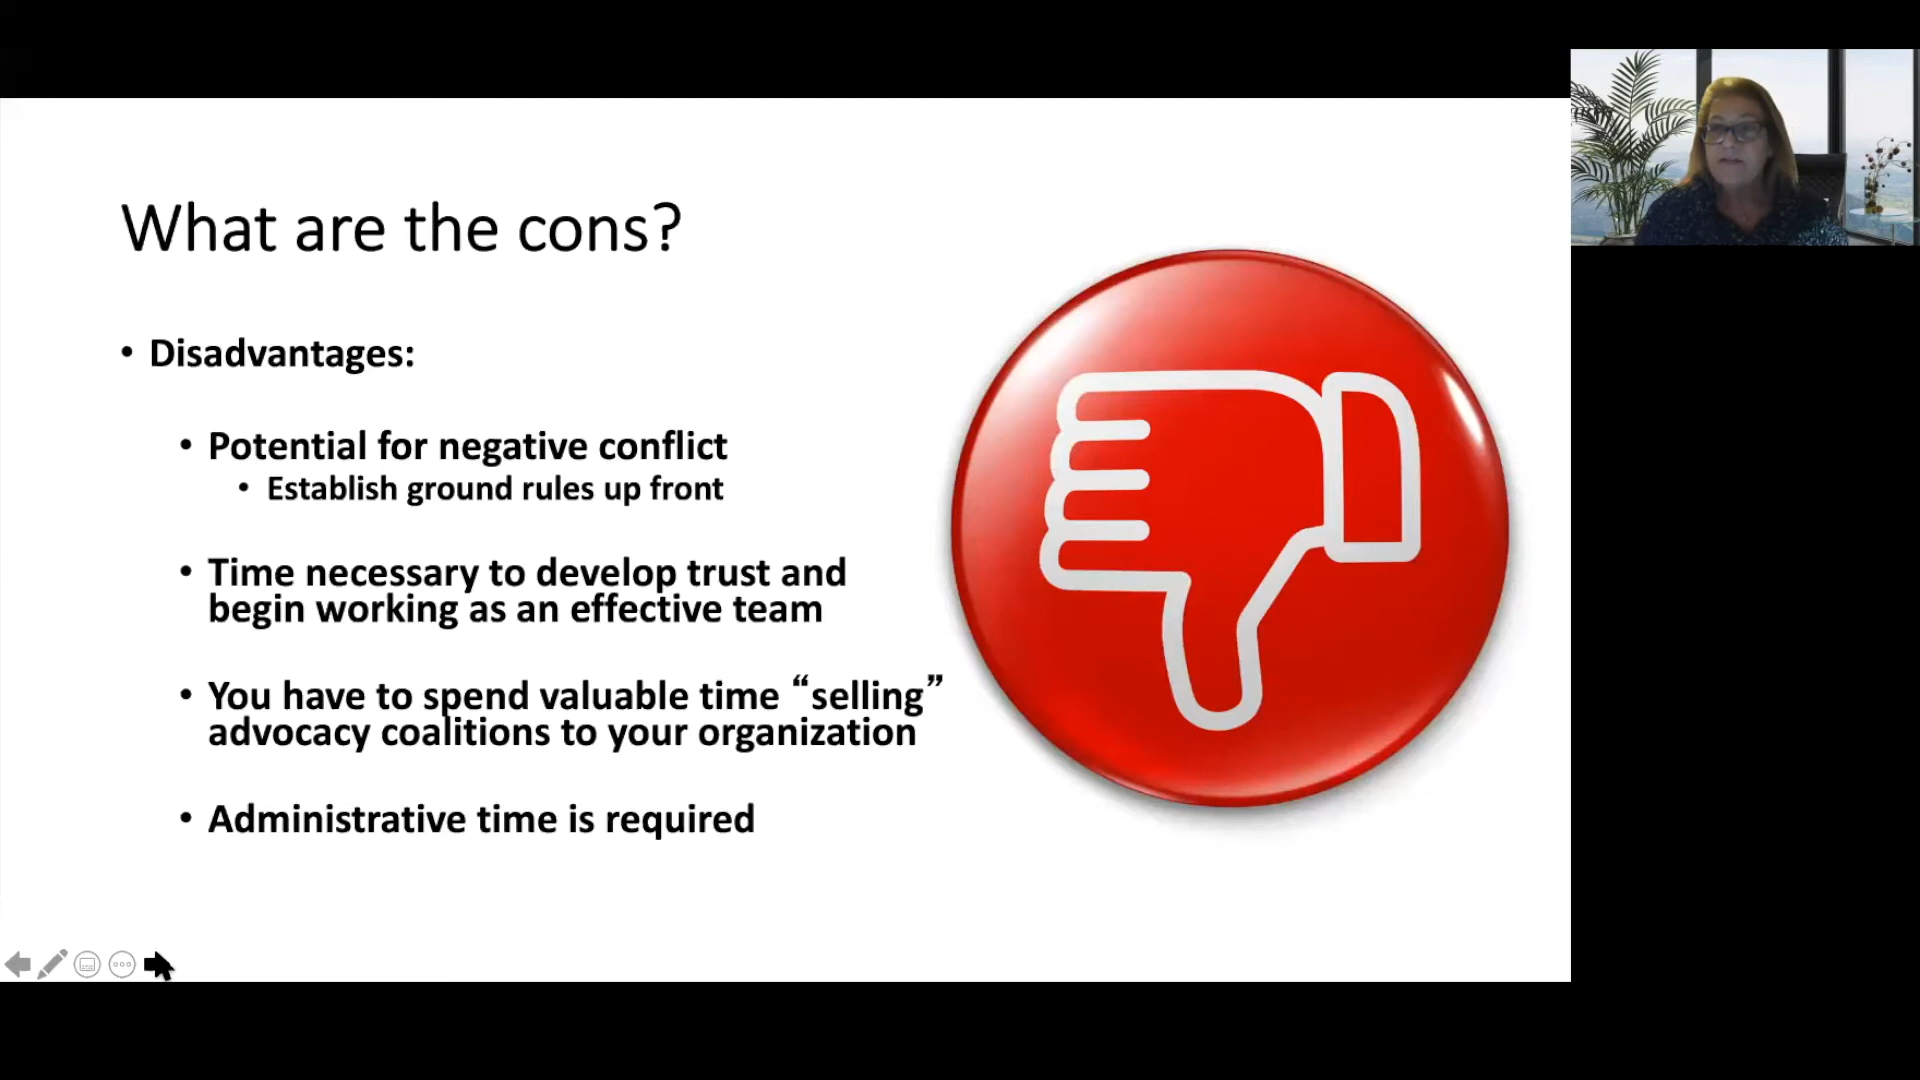 What are the cons?
• Disadvantages:
• Potential for negative conflict
• Establish ground rules up front
• Time necessary to develop trust and
begin working as an effective team
• You have to spend valuable time “selling”
advocacy coalitions to your organization
• Administrative time is required